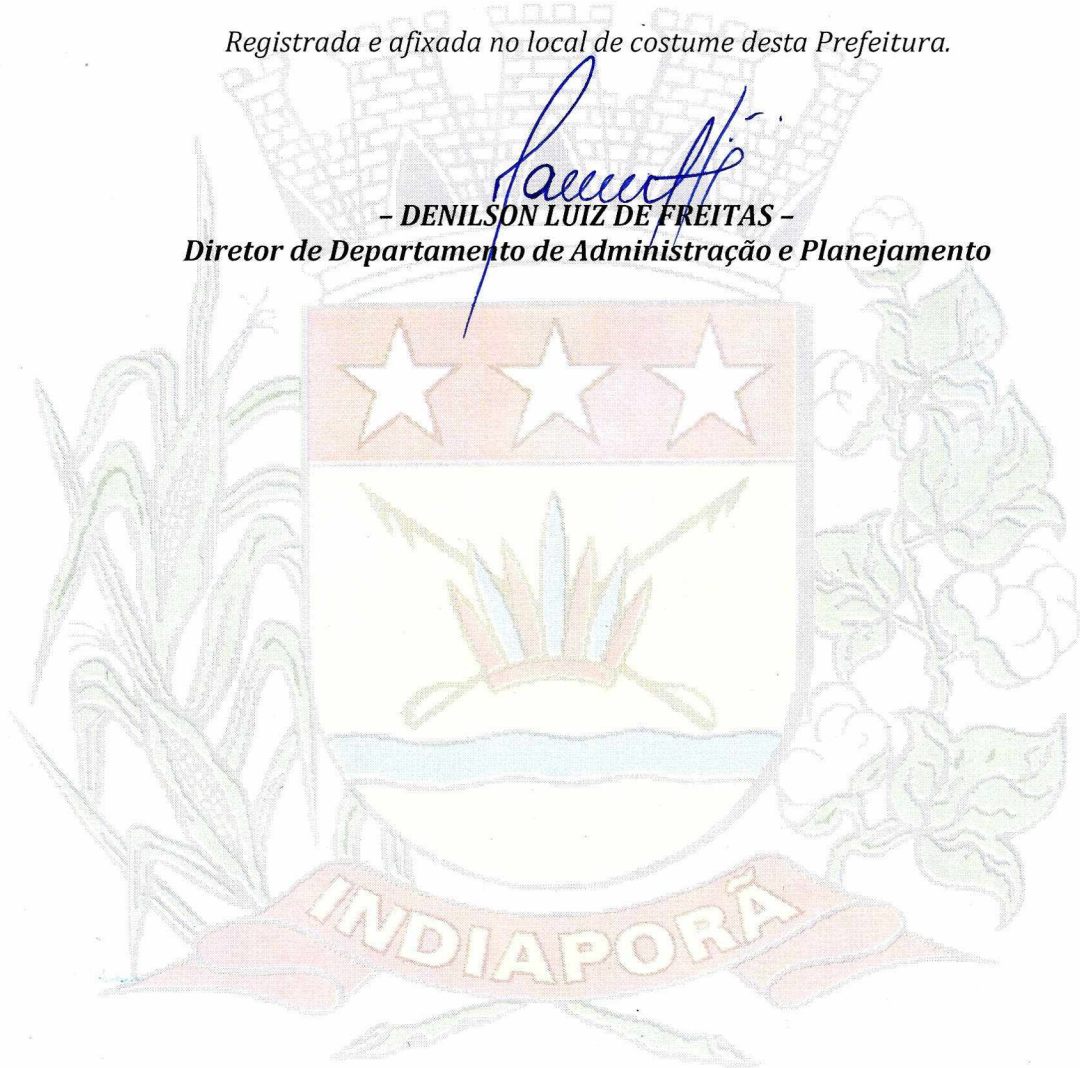 Registrada e afixada no local de costume desta Prefeitura.
– DENILSON LUIZ DE FREITAS –
Diretor de Departamento de Administração e Planejamento
INDIAPORÃ